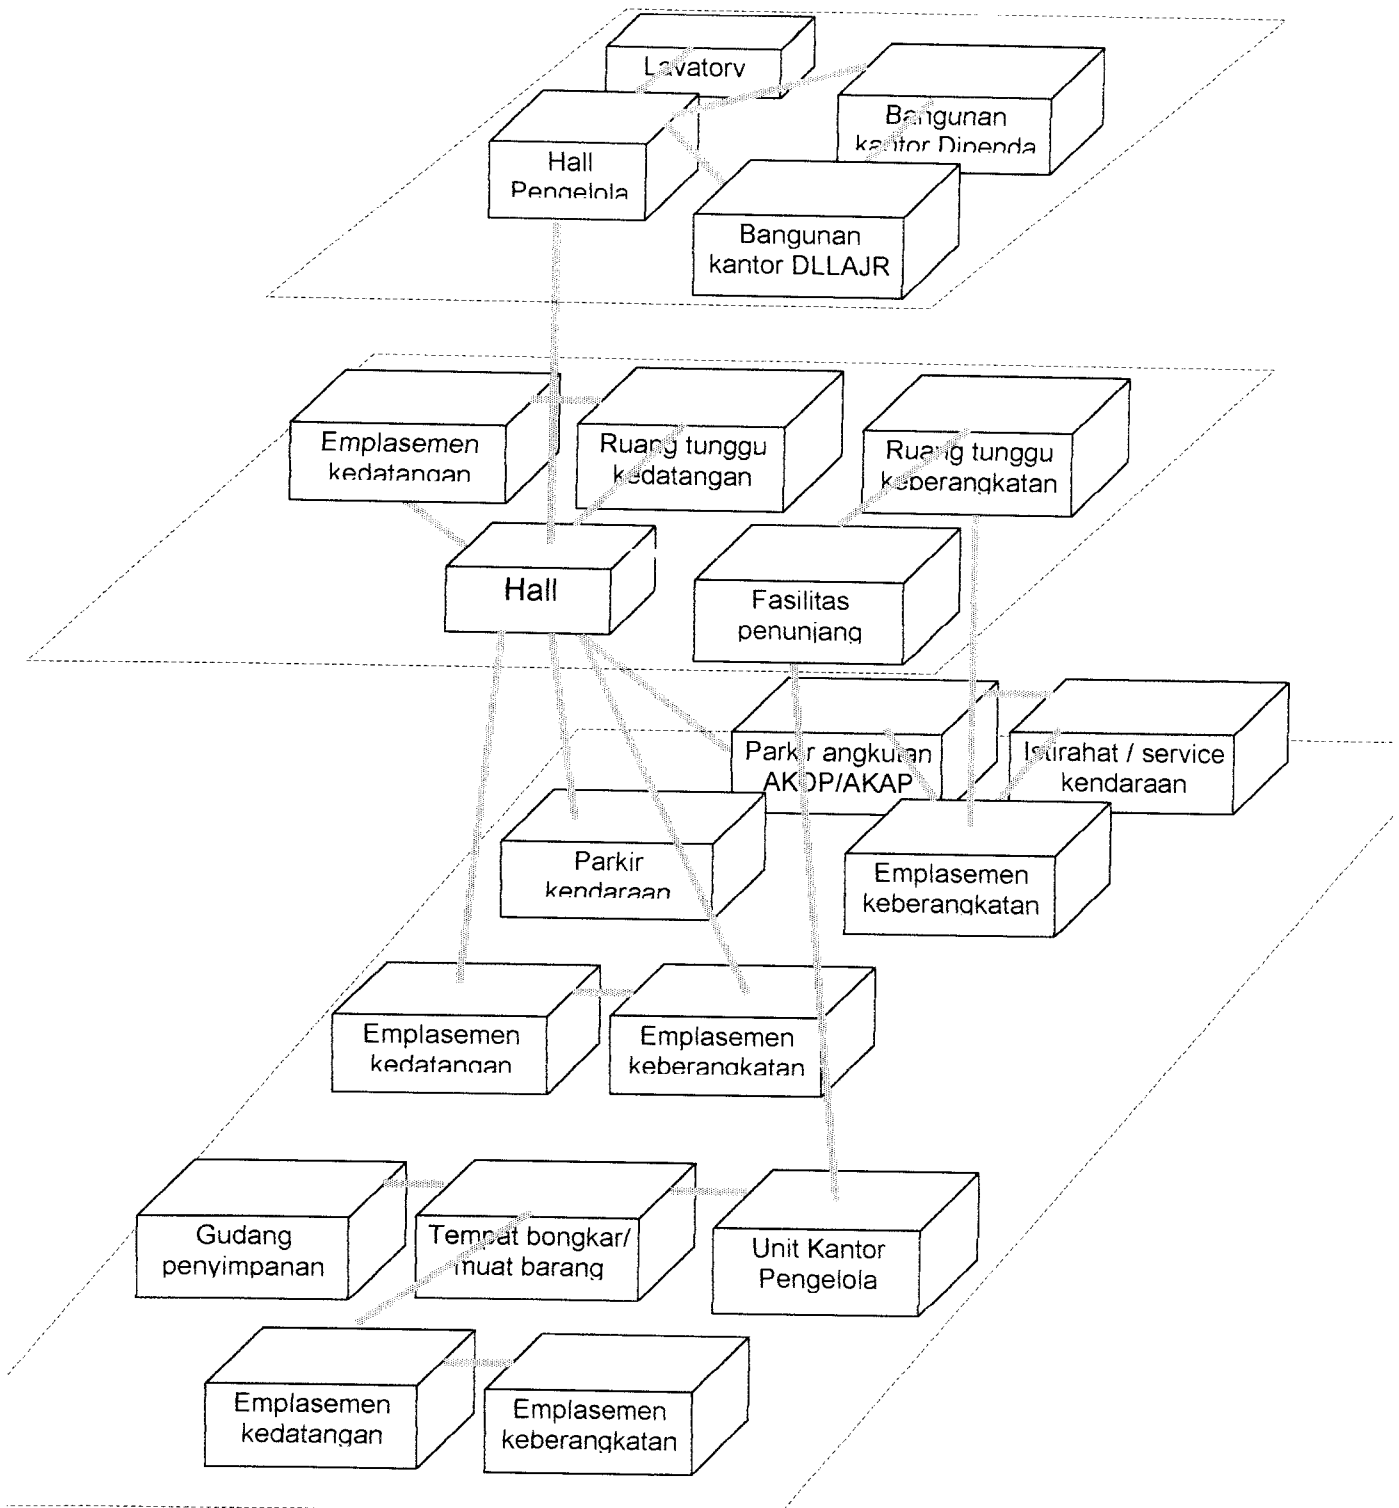 Lavatory
Bangunan
kantor Dipenda
Hall
Pengelola
Bangunan
kantor DLLAJR
Emplasemen
kedatangan
Ruang tunggu
kedatangan
Ruang tunggu
keberangkatan
Hall
Fasilitas
penunjang
Parkir angkutan
AKDP/AKAP
Istirahat / service
kendaraan
Parkir
kendaraan
Emplasemen
keberangkatan
Emplasemen
kedatangan
Emplasemen
keberangkatan
Gudang
penyimpanan
Tempat bongkar/
muat barang
Unit Kantor
Pengelola
Emplasemen
kedatangan
Emplasemen
keberangkatan